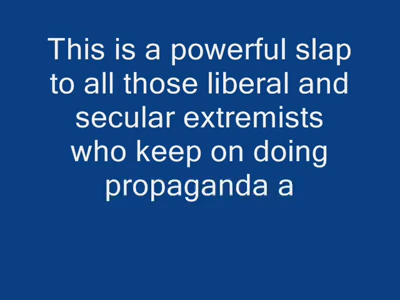 This is a powerful slap
to all those liberal and
secular extremists
who keep on doing
propaganda a